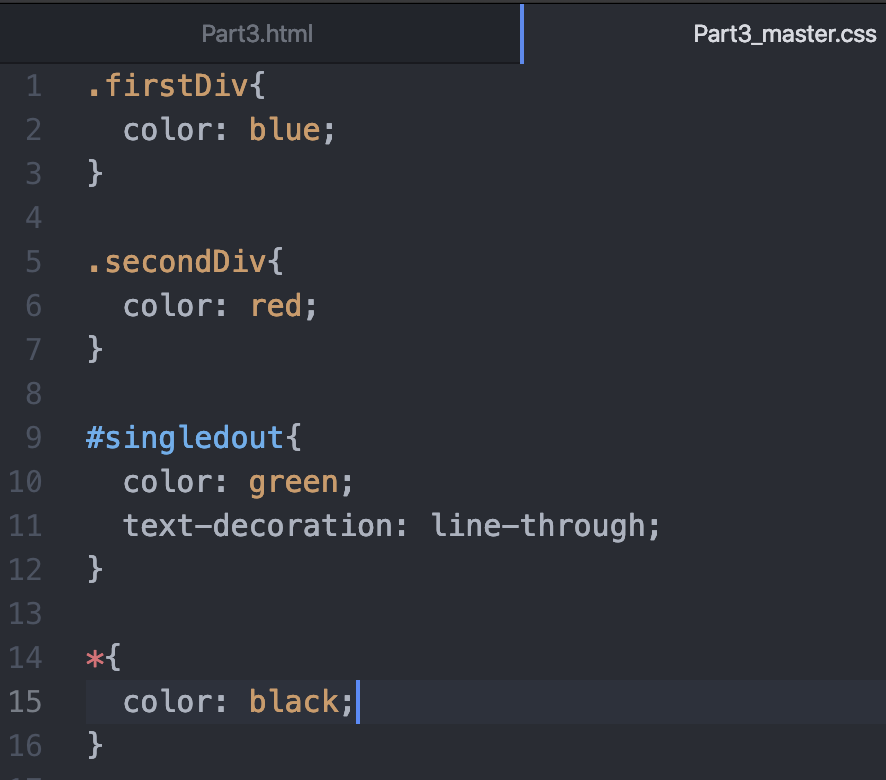 Part3.html
Part3_master.css
1 .firstDiv{
2   color: blue;
3 }
4
5 .secondDiv{
6   color: red;
7 }
8
9 #singledout{
10   color: green;
11   text-decoration: line-through;
12 }
13
14 *{
15   color: black;
16 }